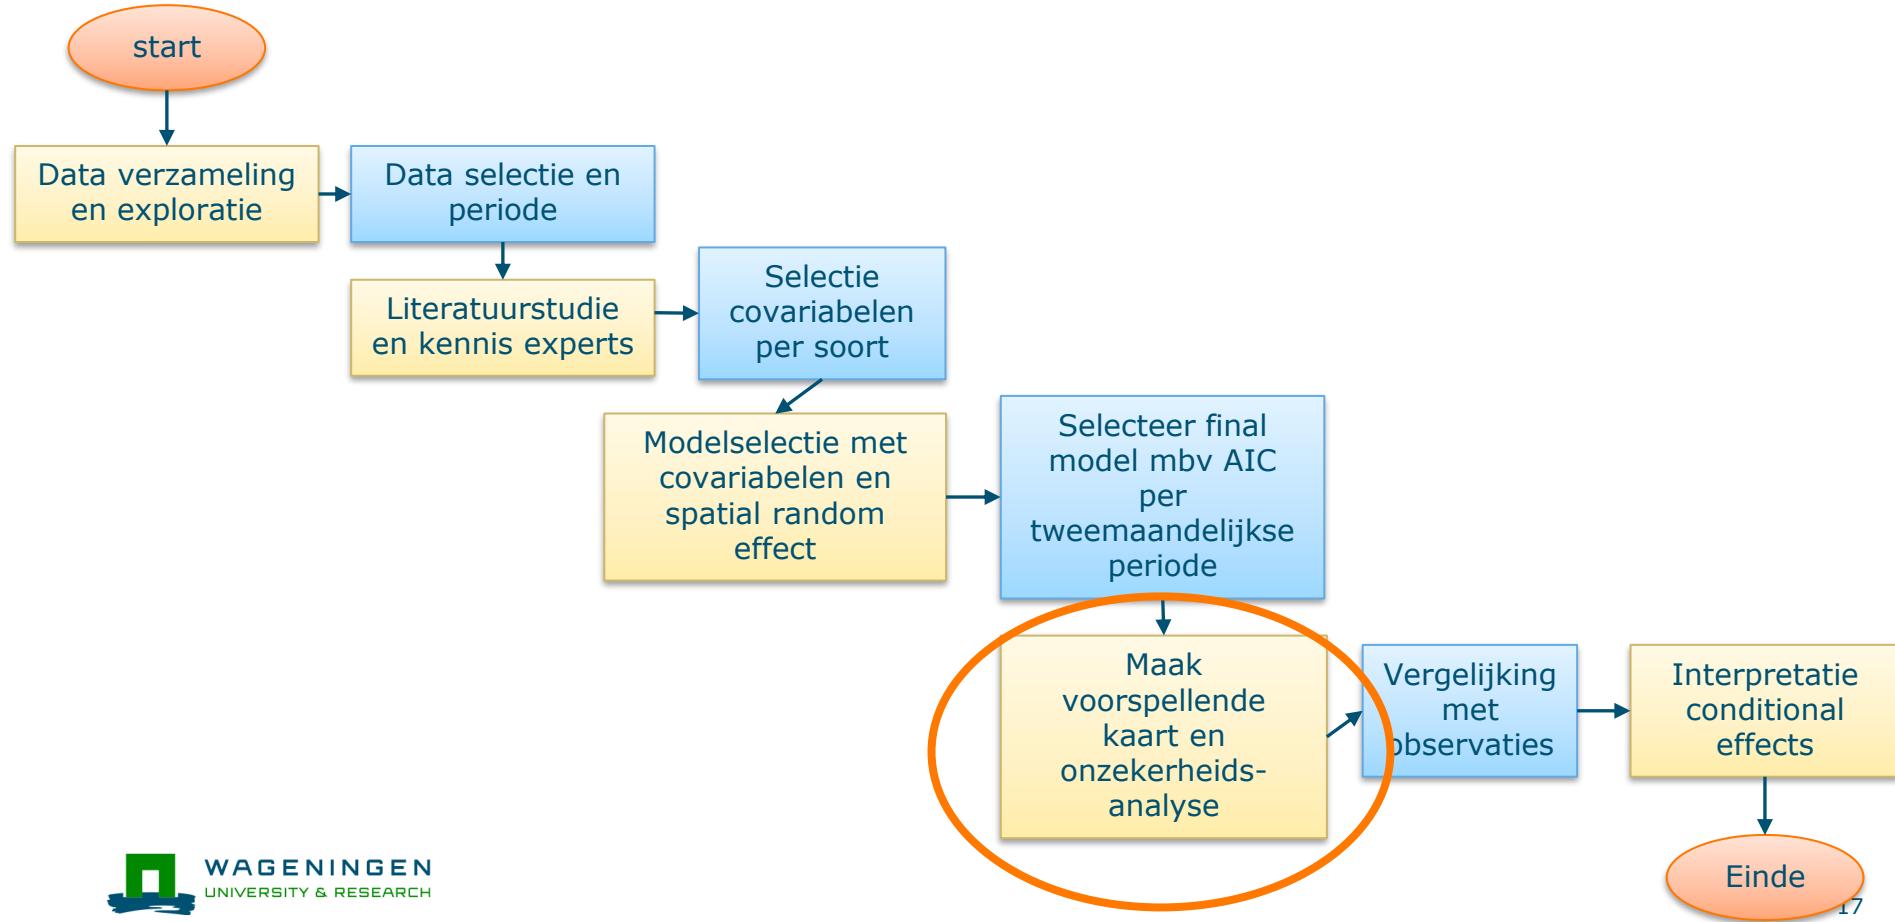 start
Data verzameling
en exploratie
Data selectie en
periode
Literatuurstudie
en kennis experts
Selectie
covariabelen
per soort
Modelselectie met
covariabelen en
spatial random
effect
Selecteer final
model mbv AIC
per
tweemaandelijkse
periode
Maak
voorspellende
kaart en
onzekerheids-
analyse
Vergelijking
met
observaties
Interpretatie
conditional
effects
Einde
WAGENINGEN
UNIVERSITY & RESEARCH
17